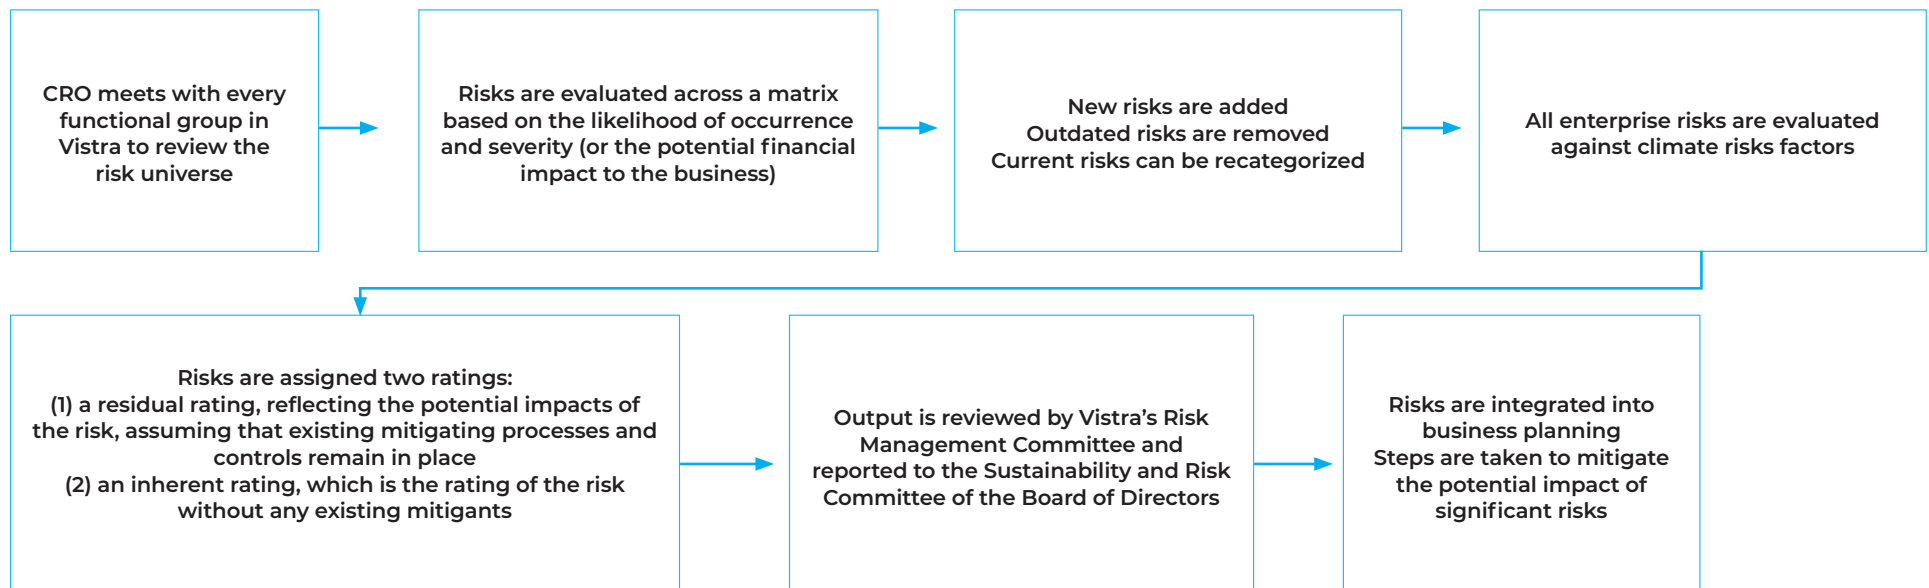 CRO meets with every
functional group in
Vistra to review the
risk universe
Risks are evaluated across a matrix
based on the likelihood of occurrence
and severity (or the potential financial
impact to the business)
New risks are added
Outdated risks are removed
Current risks can be recategorized
All enterprise risks are evaluated
against climate risks factors
Risks are assigned two ratings:
(1) a residual rating, reflecting the potential impacts of
the risk, assuming that existing mitigating processes and
controls remain in place
(2) an inherent rating, which is the rating of the risk
without any existing mitigants
Output is reviewed by Vistra’s Risk
Management Committee and
reported to the Sustainability and Risk
Committee of the Board of Directors
Risks are integrated into
business planning
Steps are taken to mitigate
the potential impact of
significant risks